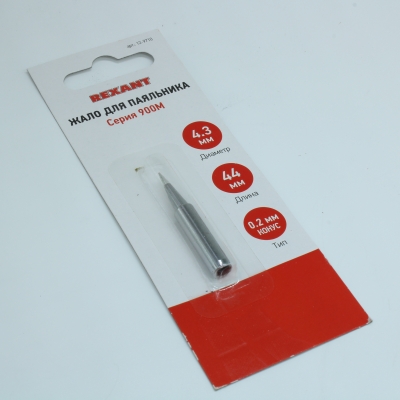 REXANT
ЖАЛО ДЛЯ ПАЯЛЬНИКА
Серия 900М
4.3
мм
Диаметр
44
мм
Длина
0.2 мм
КОНУС
Тип